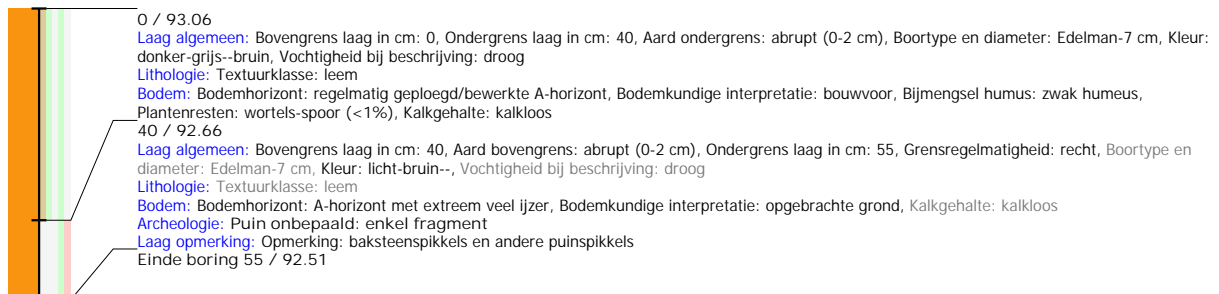 0 / 93.06
Laag algemeen: Bovengrens laag in cm: 0, Ondergrens laag in cm: 40, Aard ondergrens: abrupt (0-2 cm), Boortype en diameter: Edelman-7 cm, Kleur:
donker-grijs--bruin, Vochtigheid bij beschrijving: droog
Lithologie: Textuurklasse: leem
Bodem: Bodemhorizont: regelmatig geploegd/bewerkte A-horizont, Bodemkundige interpretatie: bouwvoor, Bijmengsel humus: zwak humeus,
Plantenresten: wortels-spoor (<1%), Kalkgehalte: kalkloos
40 / 92.66
Laag algemeen: Bovengrens laag in cm: 40, Aard bovengrens: abrupt (0-2 cm), Ondergrens laag in cm: 55, Grensregelmatigheid: recht, Boortype en
diameter: Edelman-7 cm, Kleur: licht-bruin--, Vochtigheid bij beschrijving: droog
Lithologie: Textuurklasse: leem
Bodem: Bodemhorizont: A-horizont met extreem veel ijzer, Bodemkundige interpretatie: opgebrachte grond, Kalkgehalte: kalkloos
Archeologie: Puin onbepaald: enkel fragment
Laag opmerking: Opmerking: baksteenspikkels en andere puinspikkels
Einde boring 55 / 92.51